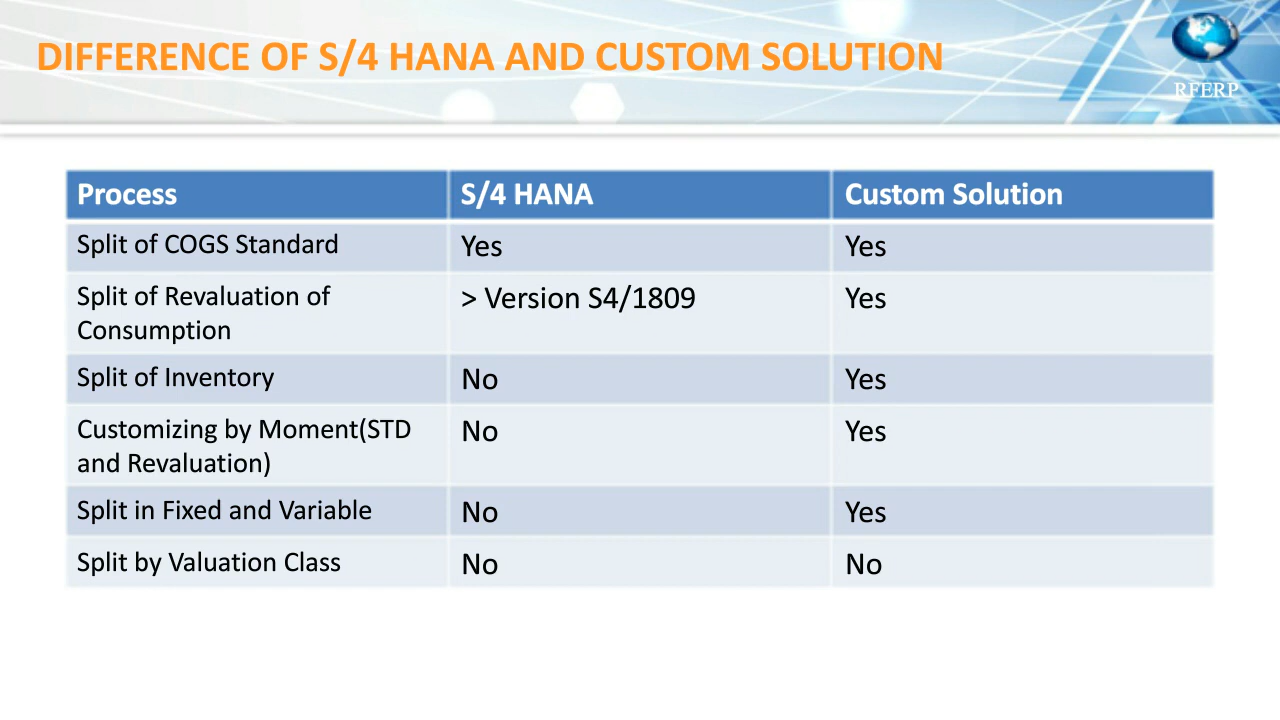 DIFFERENCE OF S/4 HANA AND CUSTOM SOLUTION
RFERP
Process S/4 HANA Custom Solution
Split of COGS Standard Yes Yes
Split of Revaluation of
Consumption > Version S4/1809 Yes
Split of Inventory No Yes
Customizing by Moment(STD
and Revaluation) No Yes
Split in Fixed and Variable No Yes
Split by Valuation Class No No